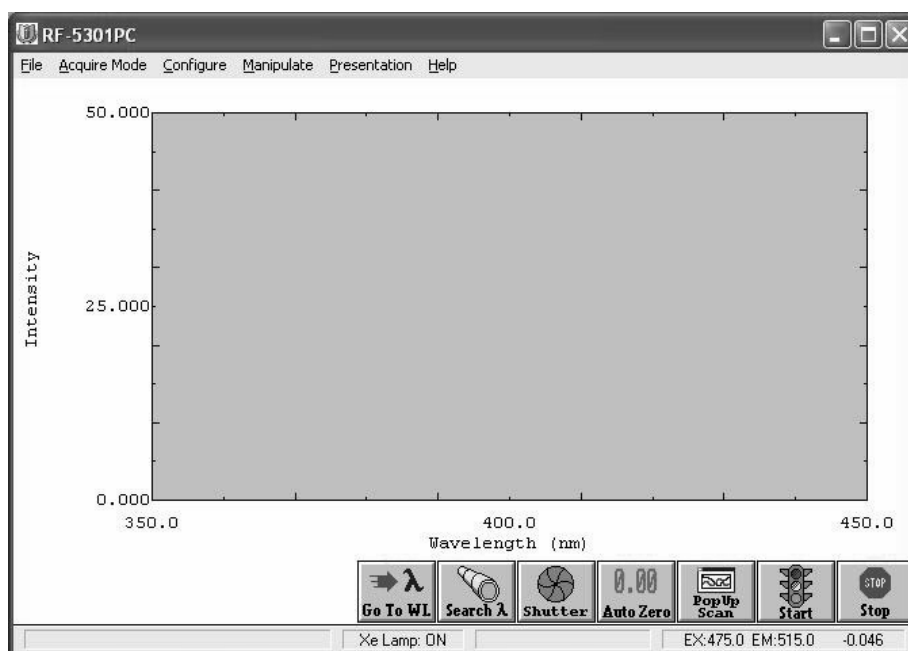 RF-5301PC
File Acquire Mode Configure Manipulate Presentation Help
50.000
Intensity
25.000
0.000
350.0 400.0 450.0
Wavelength (nm)
Go To WL Search λ Shutter 0.00 Auto Zero PopUp Scan Start STOP Stop
Xe Lamp: ON EX:475.0 EM:515.0 -0.046